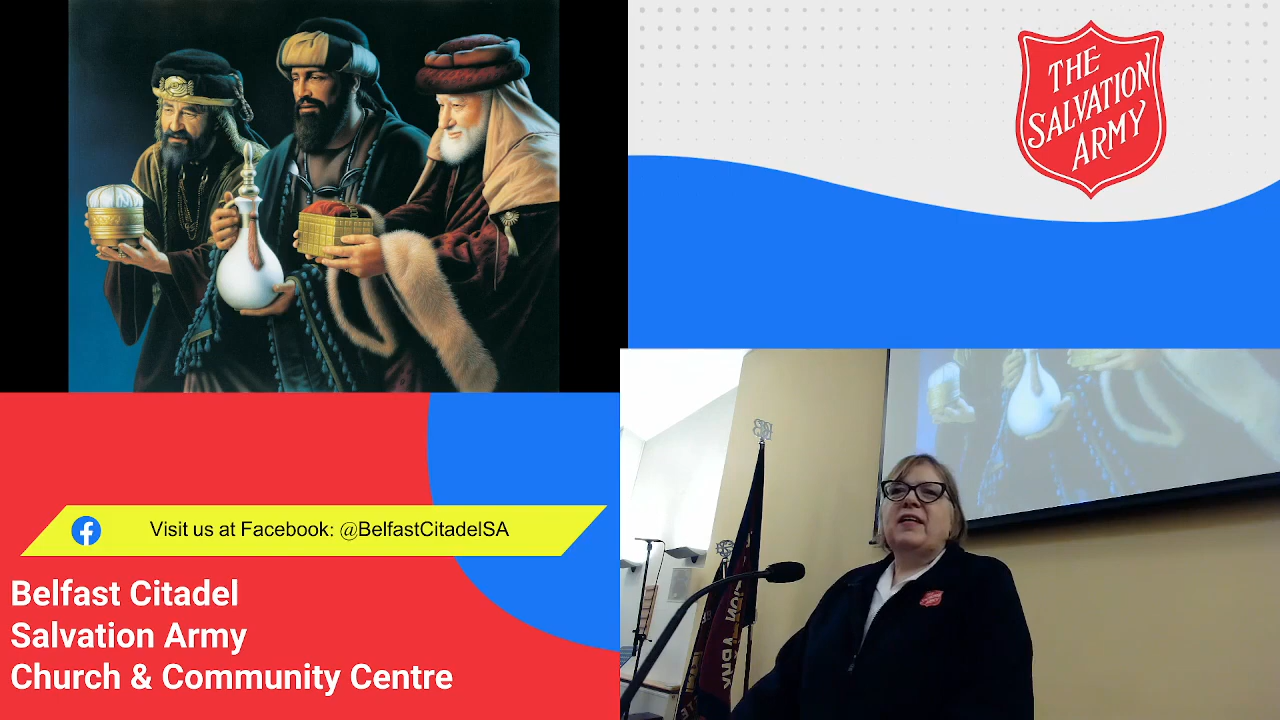 THE
SALVATION
ARMY
Visit us at Facebook: @BelfastCitadelSA
Belfast Citadel
Salvation Army
Church & Community Centre